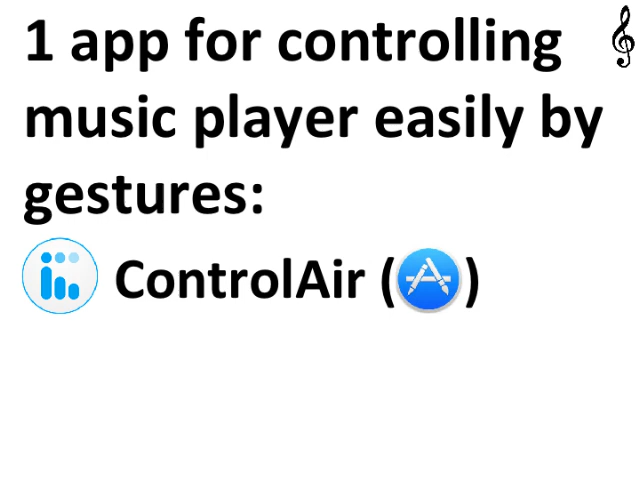 1 app for controlling
music player easily by
gestures:
ControlAir ( )